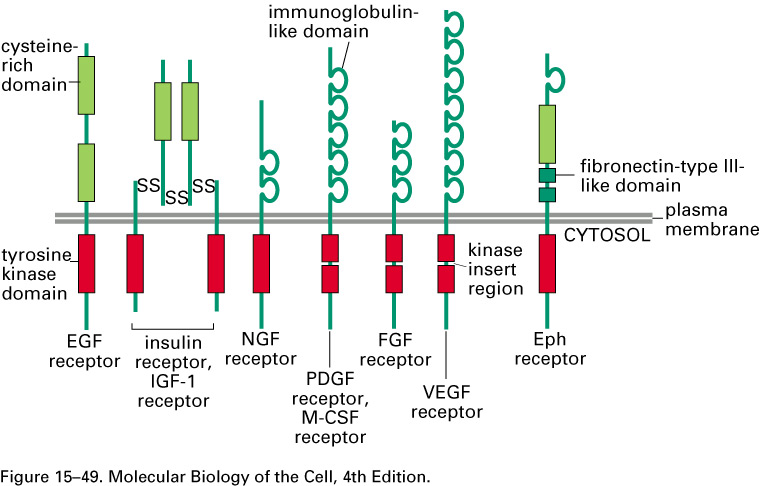 immunoglobulin-
like domain
cysteine-
rich
domain
SS
SS
SS
fibronectin-type III-
like domain
plasma
membrane
CYTOSOL
tyrosine
kinase
domain
kinase
insert
region
EGF
receptor
insulin
receptor,
IGF-1
receptor
NGF
receptor
PDGF
receptor,
M-CSF
receptor
FGF
receptor
VEGF
receptor
Eph
receptor
Figure 15–49. Molecular Biology of the Cell, 4th Edition.